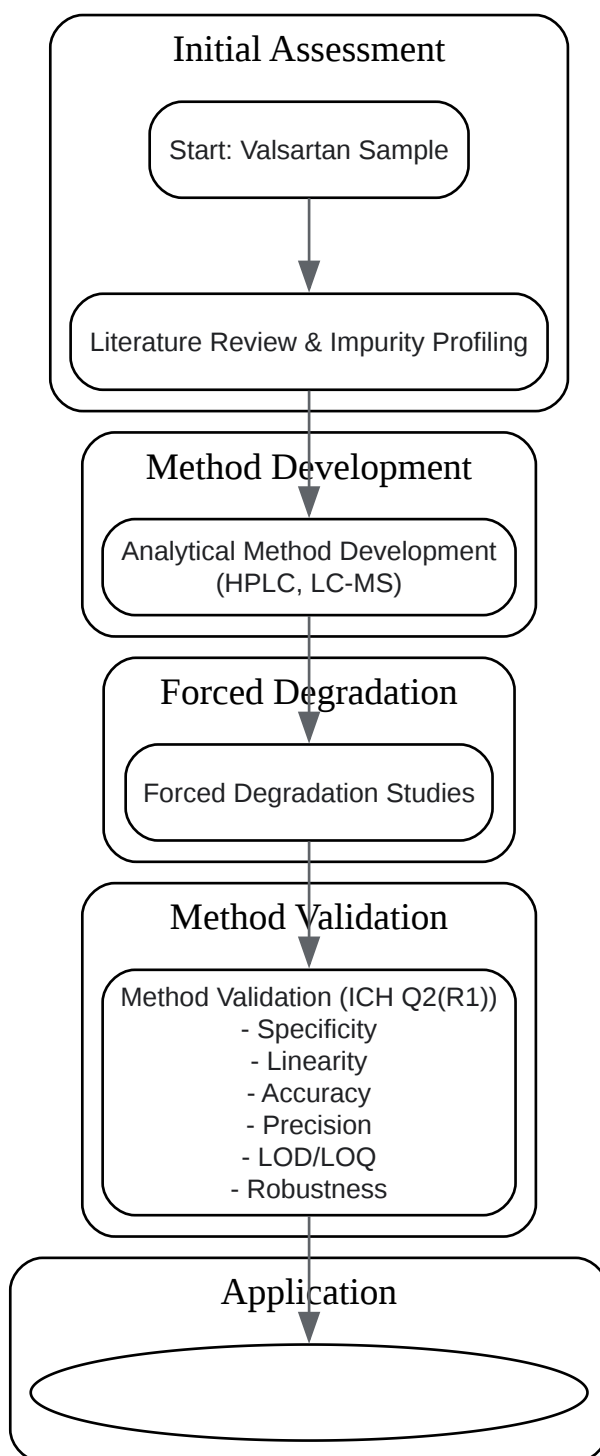 Initial Assessment
Start: Valsartan Sample
Literature Review & Impurity Profiling
Method Development
Analytical Method Development
(HPLC, LC-MS)
Forced Degradation
Forced Degradation Studies
Method Validation
Method Validation (ICH Q2(R1))
- Specificity
- Linearity
- Accuracy
- Precision
- LOD/LOQ
- Robustness
Application